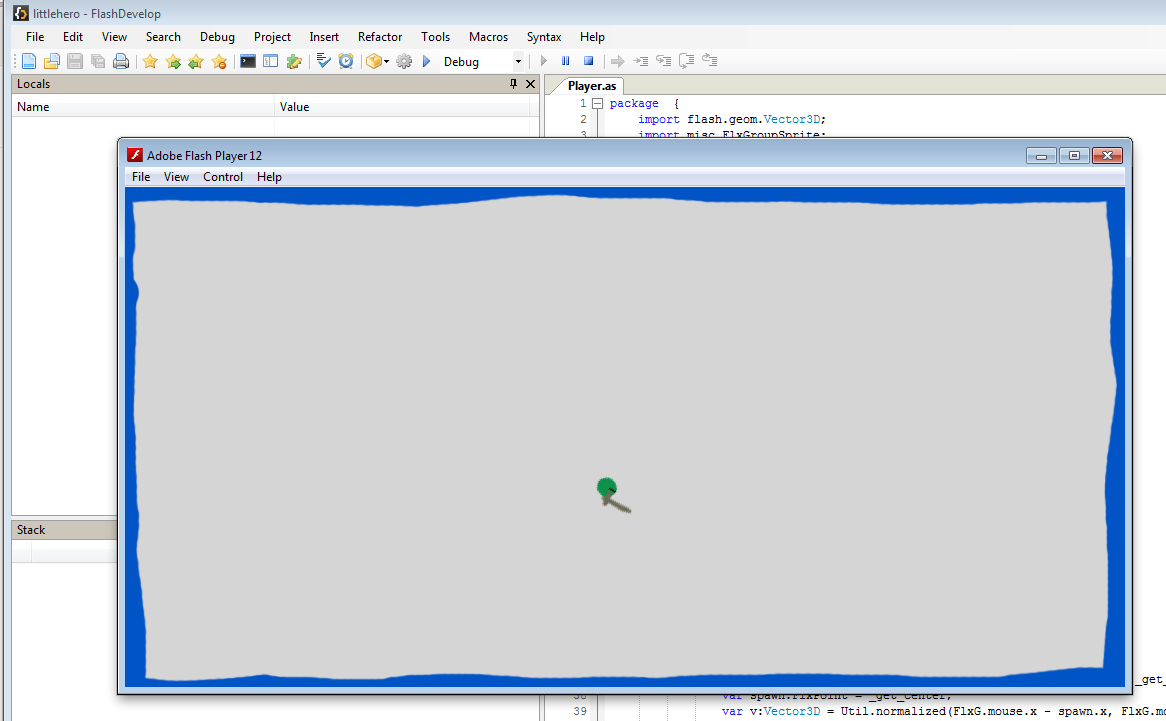 littlehero - FlashDevelop
File Edit View Search Debug Project Insert Refactor Tools Macros Syntax Help
Debug
Locals
Name Value
Player.as
1 package {
2 import flash.geom.Vector3D;
3 import misc.FlxGroupSprite;
Adobe Flash Player 12
File View Control Help
Stack
_get_
38 var spawn:FlxPoint = _get_center;
39 var v:Vector3D = Util.normalized(FlxG.mouse.x - spawn.x, FlxG.mo